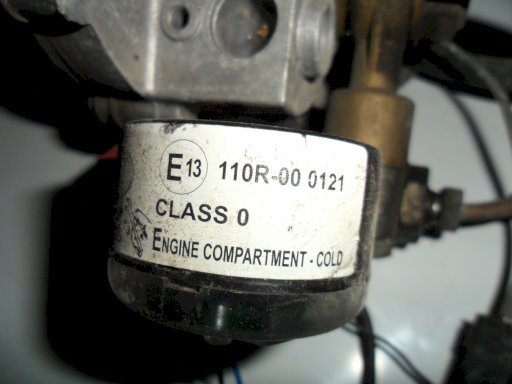 E13 110R-00 0121
CLASS 0
ENGINE COMPARTMENT - COLD